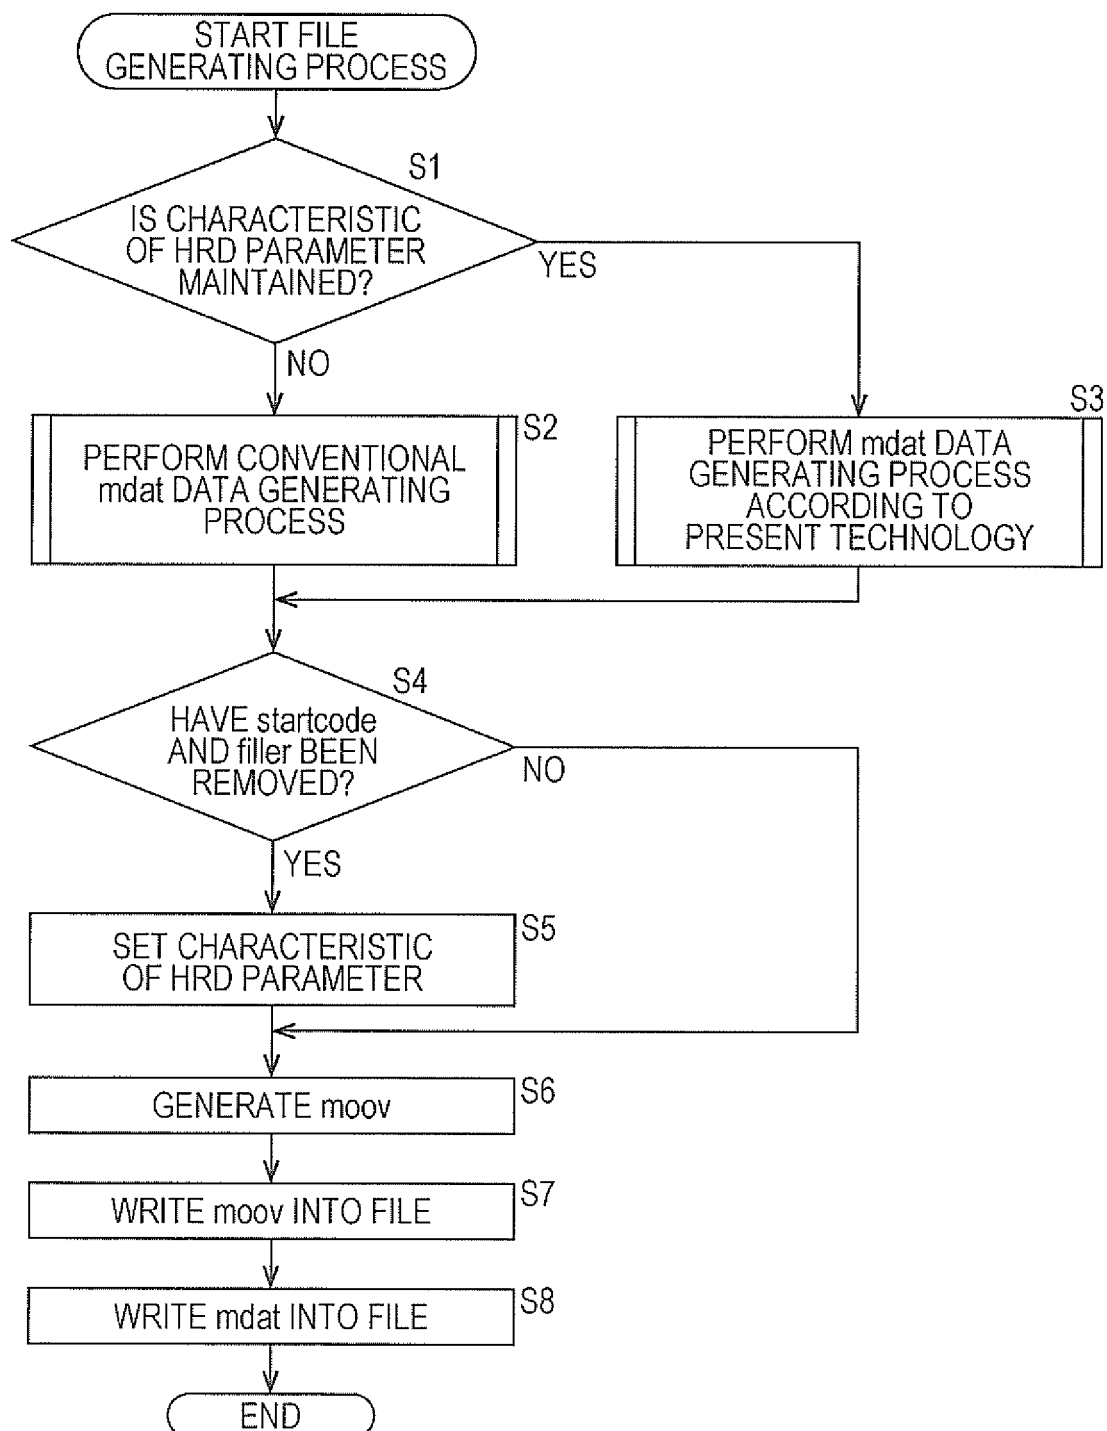 START FILE
GENERATING PROCESS
S1
IS CHARACTERISTIC
OF HRD PARAMETER
MAINTAINED?
YES
NO
S2
PERFORM CONVENTIONAL
mdat DATA GENERATING
PROCESS
S3
PERFORM mdat DATA
GENERATING PROCESS
ACCORDING TO
PRESENT TECHNOLOGY
S4
HAVE startcode
AND filler BEEN
REMOVED?
NO
YES
S5
SET CHARACTERISTIC
OF HRD PARAMETER
S6
GENERATE moov
S7
WRITE moov INTO FILE
S8
WRITE mdat INTO FILE
END